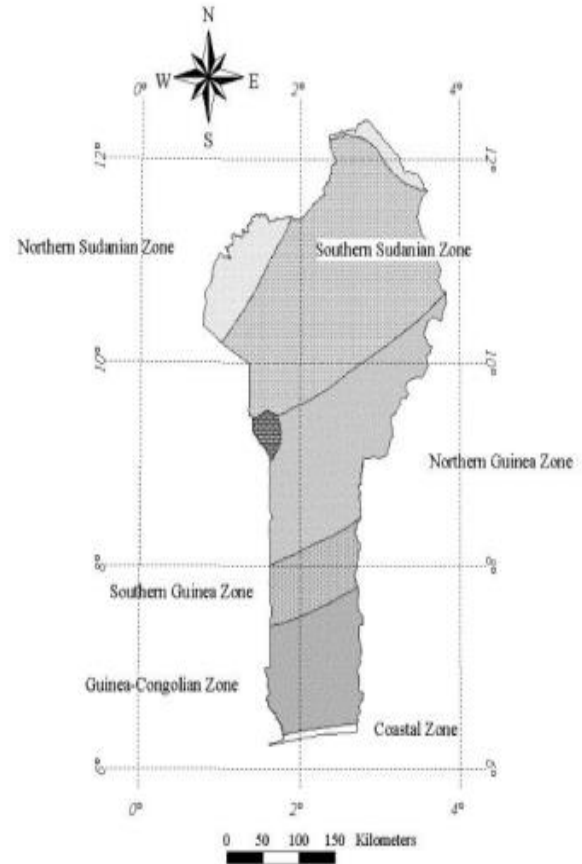 N
W E
S
0° 2° 4°
12° 12°
Northern Sudanian Zone
Southern Sudanian Zone
10° 10°
Northern Guinea Zone
8° 8°
Southern Guinea Zone
Guinea-Congolian Zone
Coastal Zone
6° 6°
0° 2° 4°
0 50 100 150 Kilometers